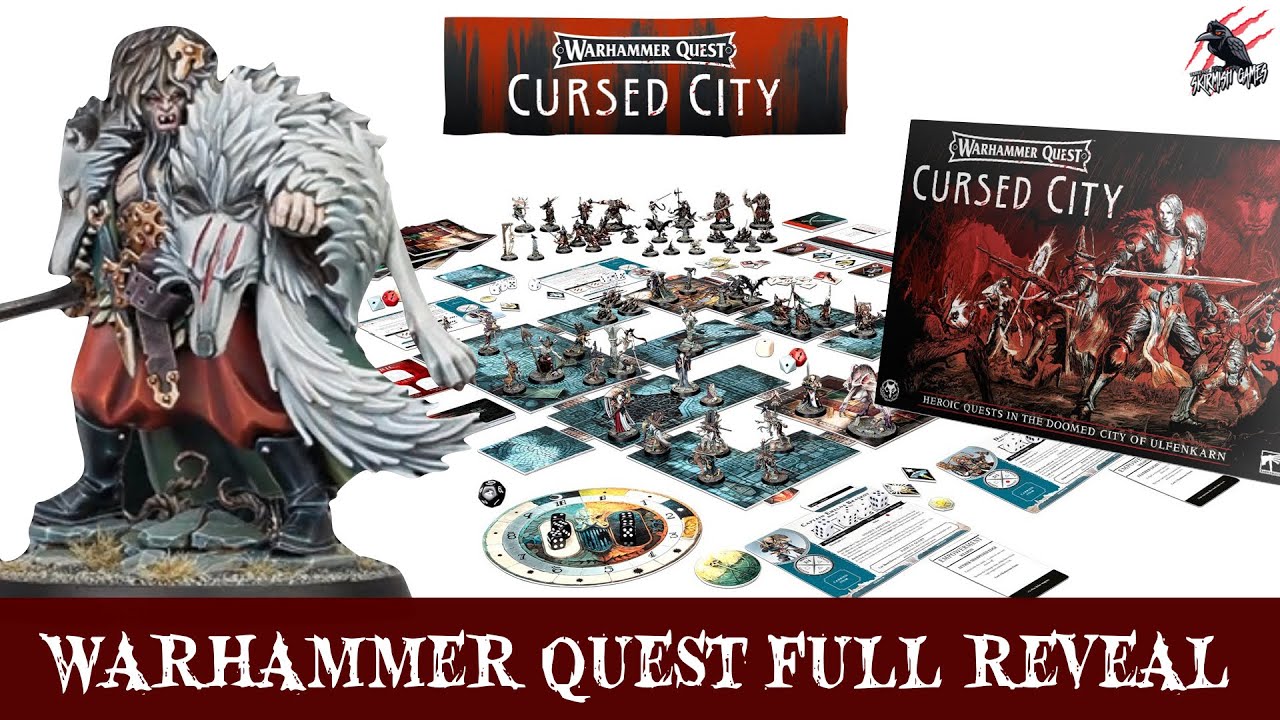 WARHAMMER QUEST
CURSED CITY
SKIRMISH GAMES
WARHAMMER QUEST
CURSED CITY
HEROIC QUESTS IN THE DOOMED CITY OF ULFENKARN
EMPOWERMENT
WARHAMMER QUEST FULL REVEAL